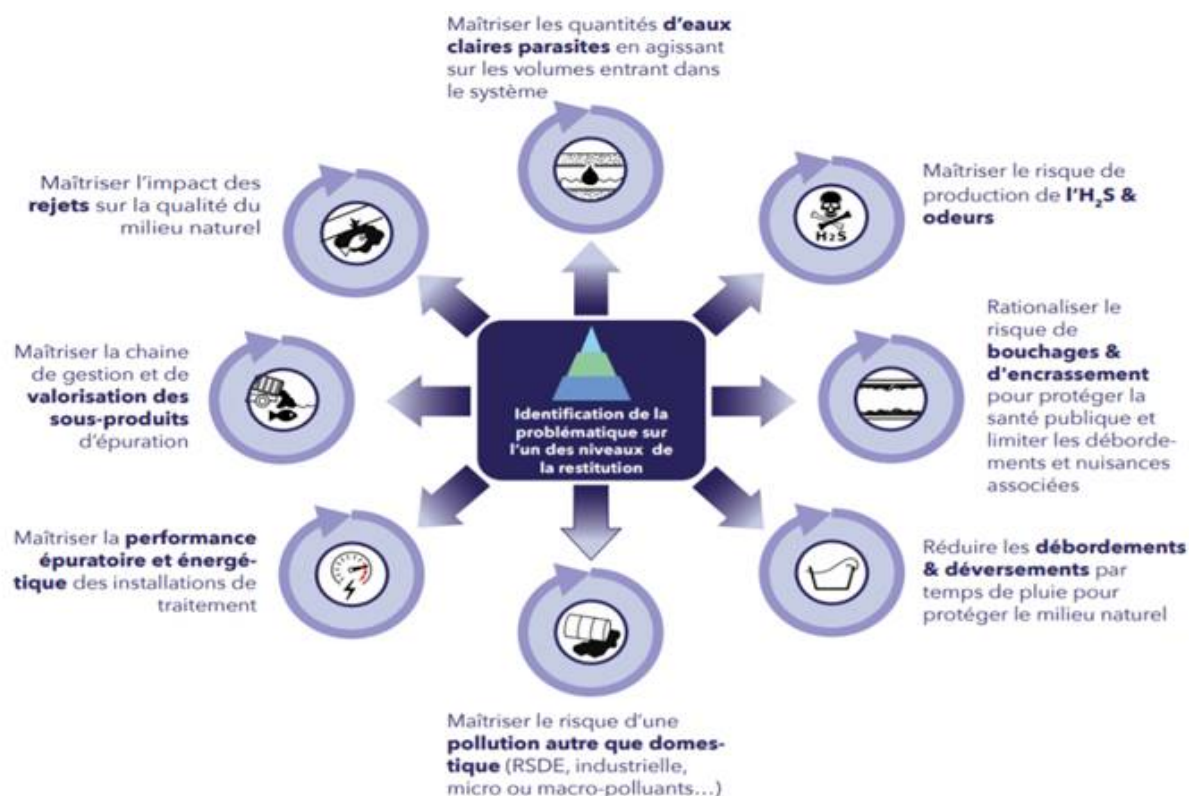 Maîtriser les quantités d'eaux
claires parasites en agissant
sur les volumes entrant dans
le système
Maîtriser le risque de
production de l'H₂S &
odeurs
H2S
Rationaliser le
risque de
bouchages &
d'encrassement
pour protéger la
santé publique et
limiter les déborde-
ments et nuisances
associées
Réduire les débordements
& déversements par
temps de pluie pour
protéger le milieu naturel
Maîtriser le risque d'une
pollution autre que domes-
tique (RSDE, industrielle,
micro ou macro-polluants...)
Maîtriser la performance
épuratoire et énergé-
tique des installations de
traitement
Maîtriser la chaine
de gestion et de
valorisation des
sous-produits
d'épuration
Maîtriser l'impact des
rejets sur la qualité du
milieu naturel
Identification de la
problématique sur
l'un des niveaux de
la restitution